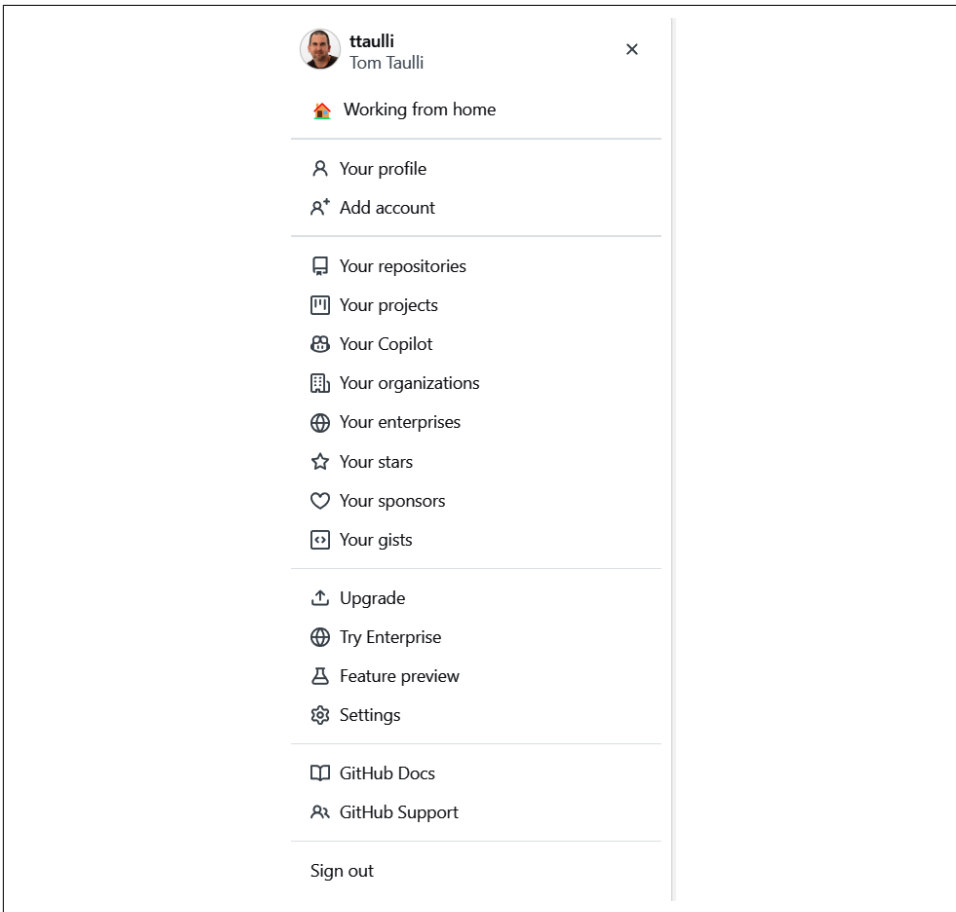 ttaulli
Tom Taulli
Working from home
Your profile
Add account
Your repositories
Your projects
Your Copilot
Your organizations
Your enterprises
Your stars
Your sponsors
Your gists
Upgrade
Try Enterprise
Feature preview
Settings
GitHub Docs
GitHub Support
Sign out